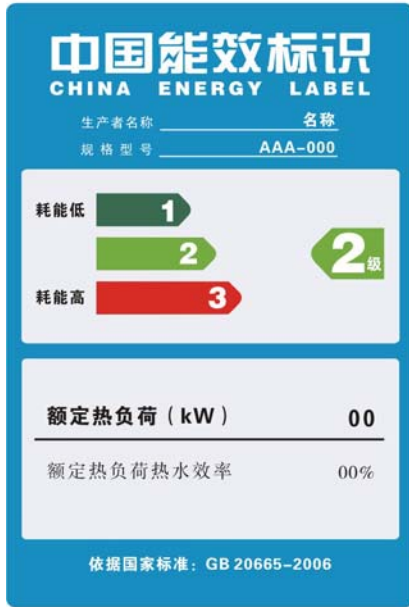 中国能效标识
CHINA ENERGY LABEL
生产者名称 名称
规格型号 AAA-000
耗能低 1
2 2级
耗能高 3
额定热负荷（kW） 00
额定热负荷热水效率 00%
依据国家标准：GB 20665-2006